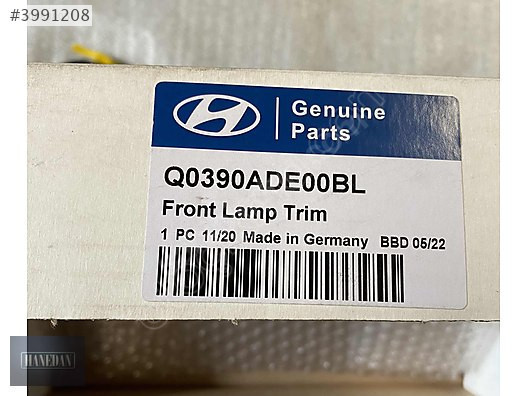 #3991208
Genuine
Parts
Q0390ADE00BL
Front Lamp Trim
1 PC 11/20 Made in Germany BBD 05/22
HANEDAN